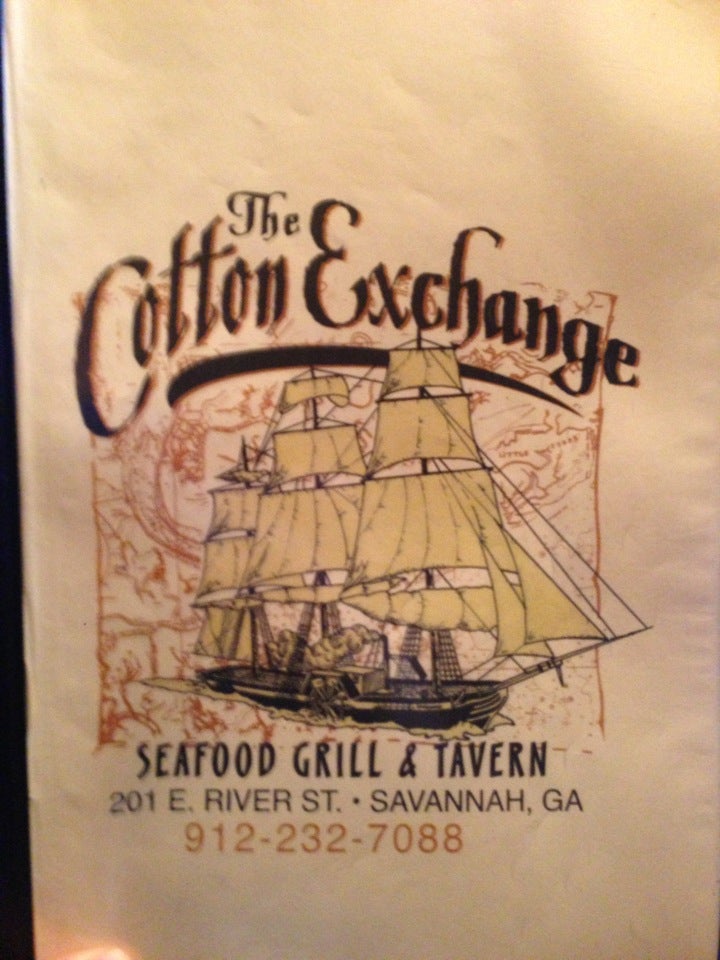 The
Cotton Exchange
SEAFOOD GRILL & TAVERN
201 E. RIVER ST. • SAVANNAH, GA
912-232-7088